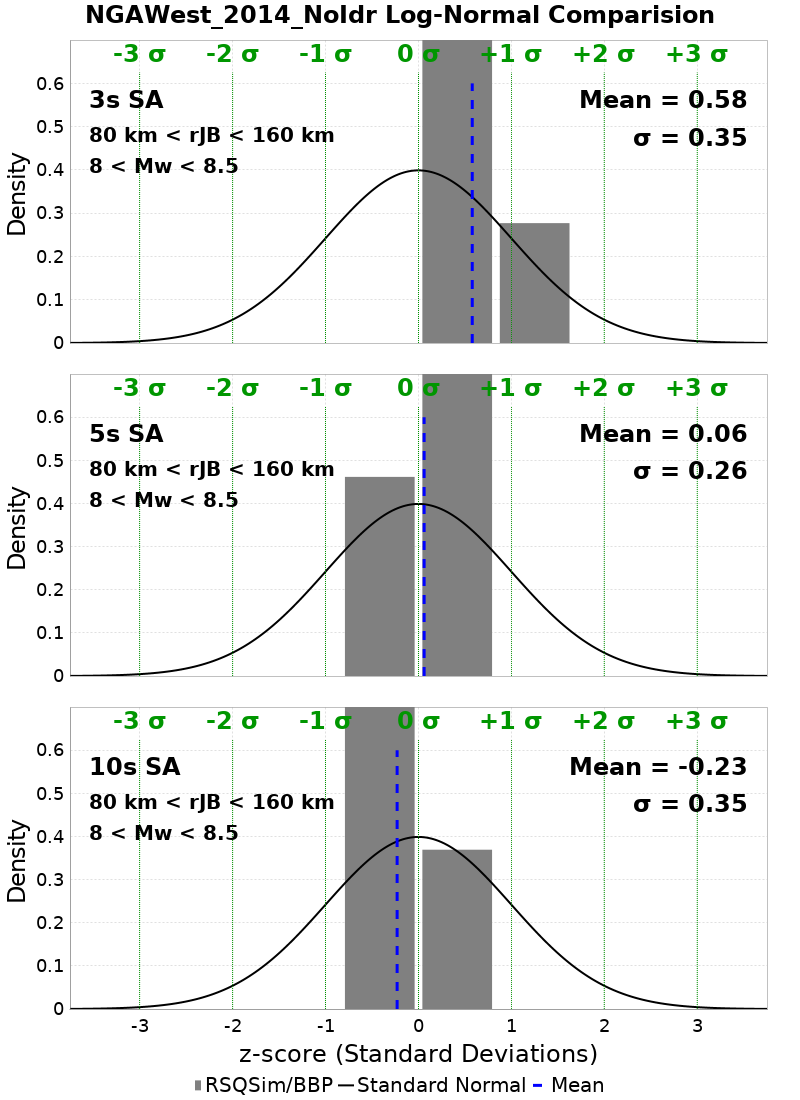 NGAWest_2014_NoIdr Log-Normal Comparision
-3 σ -2 σ -1 σ 0 σ +1 σ +2 σ +3 σ
3s SA
80 km < rJB < 160 km
8 < Mw < 8.5
Mean = 0.58
σ = 0.35
Density
0.6
0.5
0.4
0.3
0.2
0.1
0
-3 σ -2 σ -1 σ 0 σ +1 σ +2 σ +3 σ
5s SA
80 km < rJB < 160 km
8 < Mw < 8.5
Mean = 0.06
σ = 0.26
Density
0.6
0.5
0.4
0.3
0.2
0.1
0
-3 σ -2 σ -1 σ 0 σ +1 σ +2 σ +3 σ
10s SA
80 km < rJB < 160 km
8 < Mw < 8.5
Mean = -0.23
σ = 0.35
Density
0.6
0.5
0.4
0.3
0.2
0.1
0
-3 -2 -1 0 1 2 3
z-score (Standard Deviations)
RSQSim/BBP Standard Normal Mean